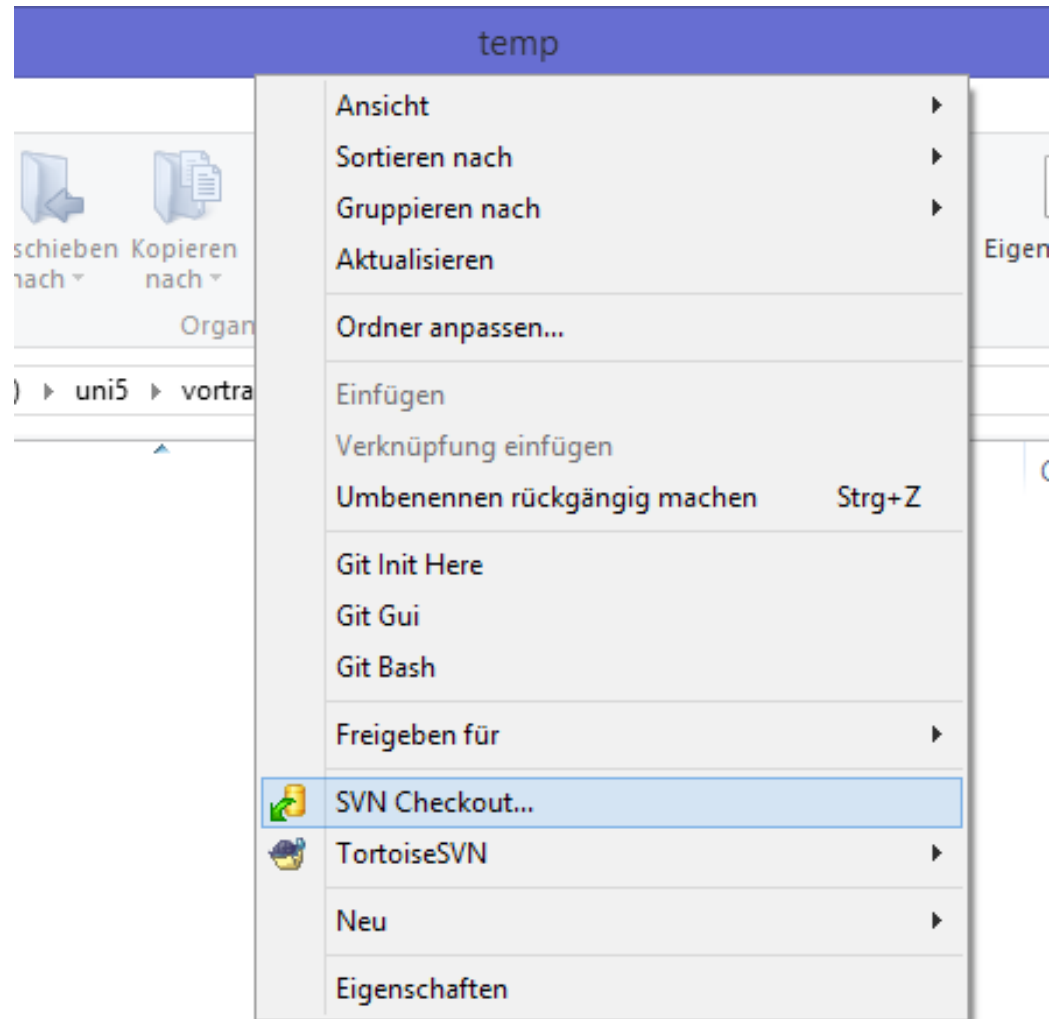 temp
Ansicht
Sortieren nach
Gruppieren nach
Aktualisieren
schieben Kopieren
nach nach
Eigen
Organ
Ordner anpassen...
) uni5 vortra
Einfügen
Verknüpfung einfügen
Umbenennen rückgängig machen Strg+Z
Git Init Here
Git Gui
Git Bash
Freigeben für
SVN Checkout...
TortoiseSVN
Neu
Eigenschaften